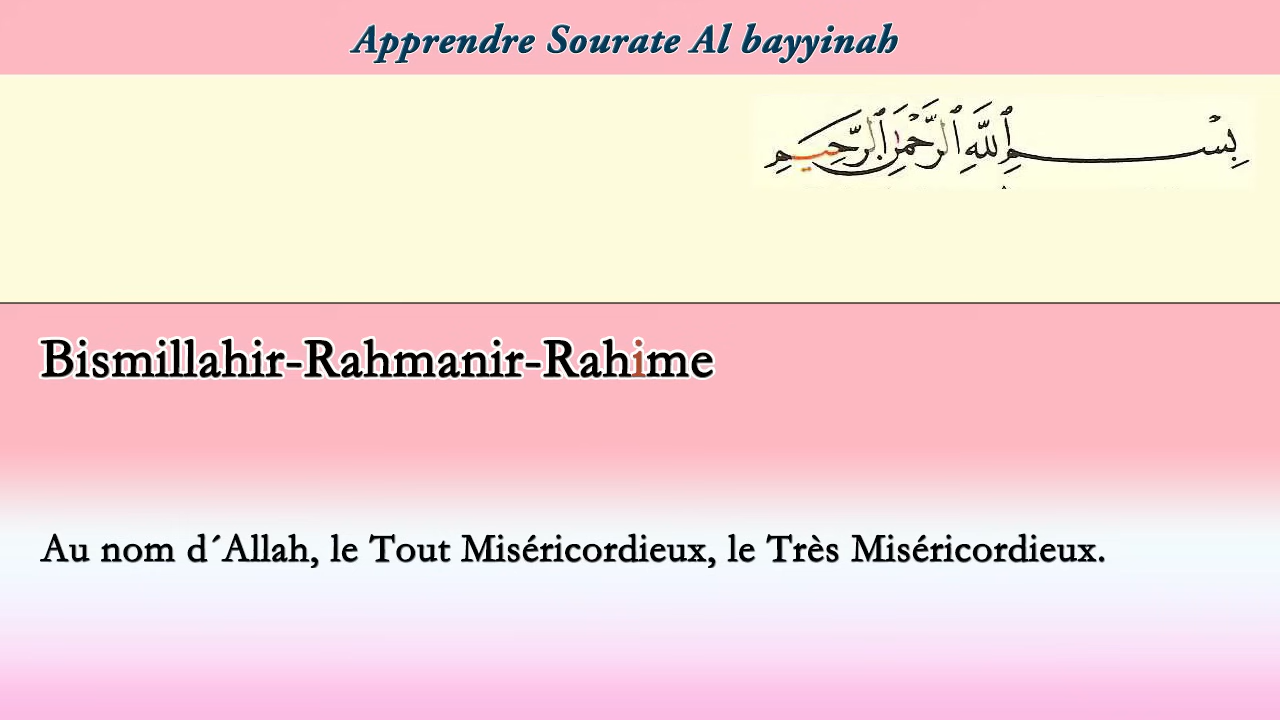 Apprendre Sourate Al bayyinah
بِسْمِ ٱللَّهِ ٱلرَّحْمَٰنِ ٱلرَّحِيمِ
Bismillahir-Rahmanir-Rahime
Au nom d´Allah, le Tout Miséricordieux, le Très Miséricordieux.